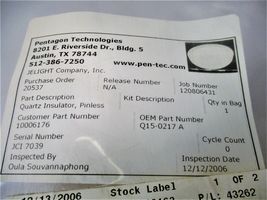 Pentagon Technologies
8201 E. Riverside Dr., Bldg. 5
Austin, TX 78744
512-386-7250
www.pen-tec.com
JELIGHT Company, Inc.
Purchase Order Release Number Job Number
20537 N/A 120806431
Part Description Kit Description Qty in Bag
Quartz Insulator, Pinless 1
Customer Part Number OEM Part Number
10006176 Q15-0217 A
Serial Number Cycle Count
JCI 7039 0
Inspected By Inspection Date
Oula Souvannaphong 12/12/2006
1 OF 2
12/13/2006 Stock Label
P/L: 43262